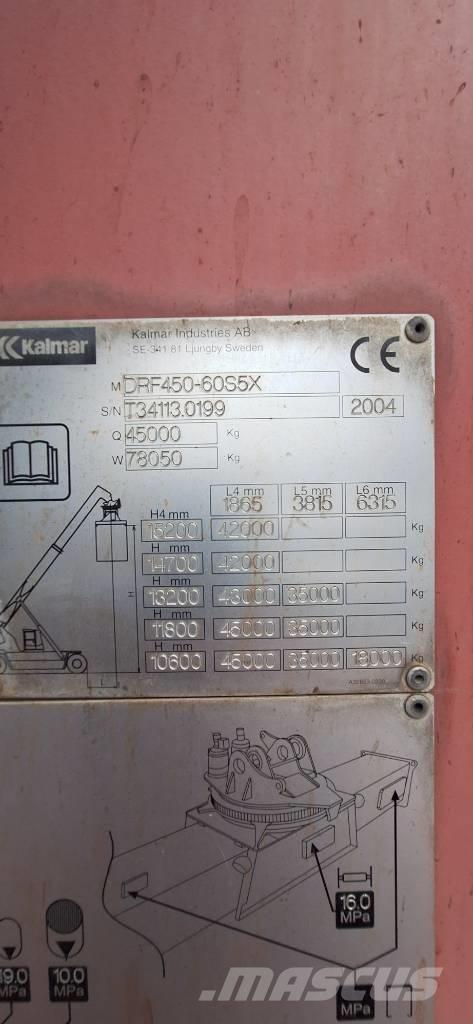 Kalmar
Kalmar Industries AB
SE-341 81 Ljungby Sweden
CE
M DRF450-60S5X
S/N T34113.0199 2004
Q 45000 Kg
W 78050 Kg
L4 mm L5 mm L6 mm
1865 3815 6315
H4 mm
15200 42000 Kg
H mm
14700 42000
H mm
13200 43000 35000 Kg
H mm
11800 45000 35000 Kg
H mm
10600 45000 35000 18000 Kg
H
L
16.0
MPa
19.0
MPa
10.0
MPa
MPa
MASCUS